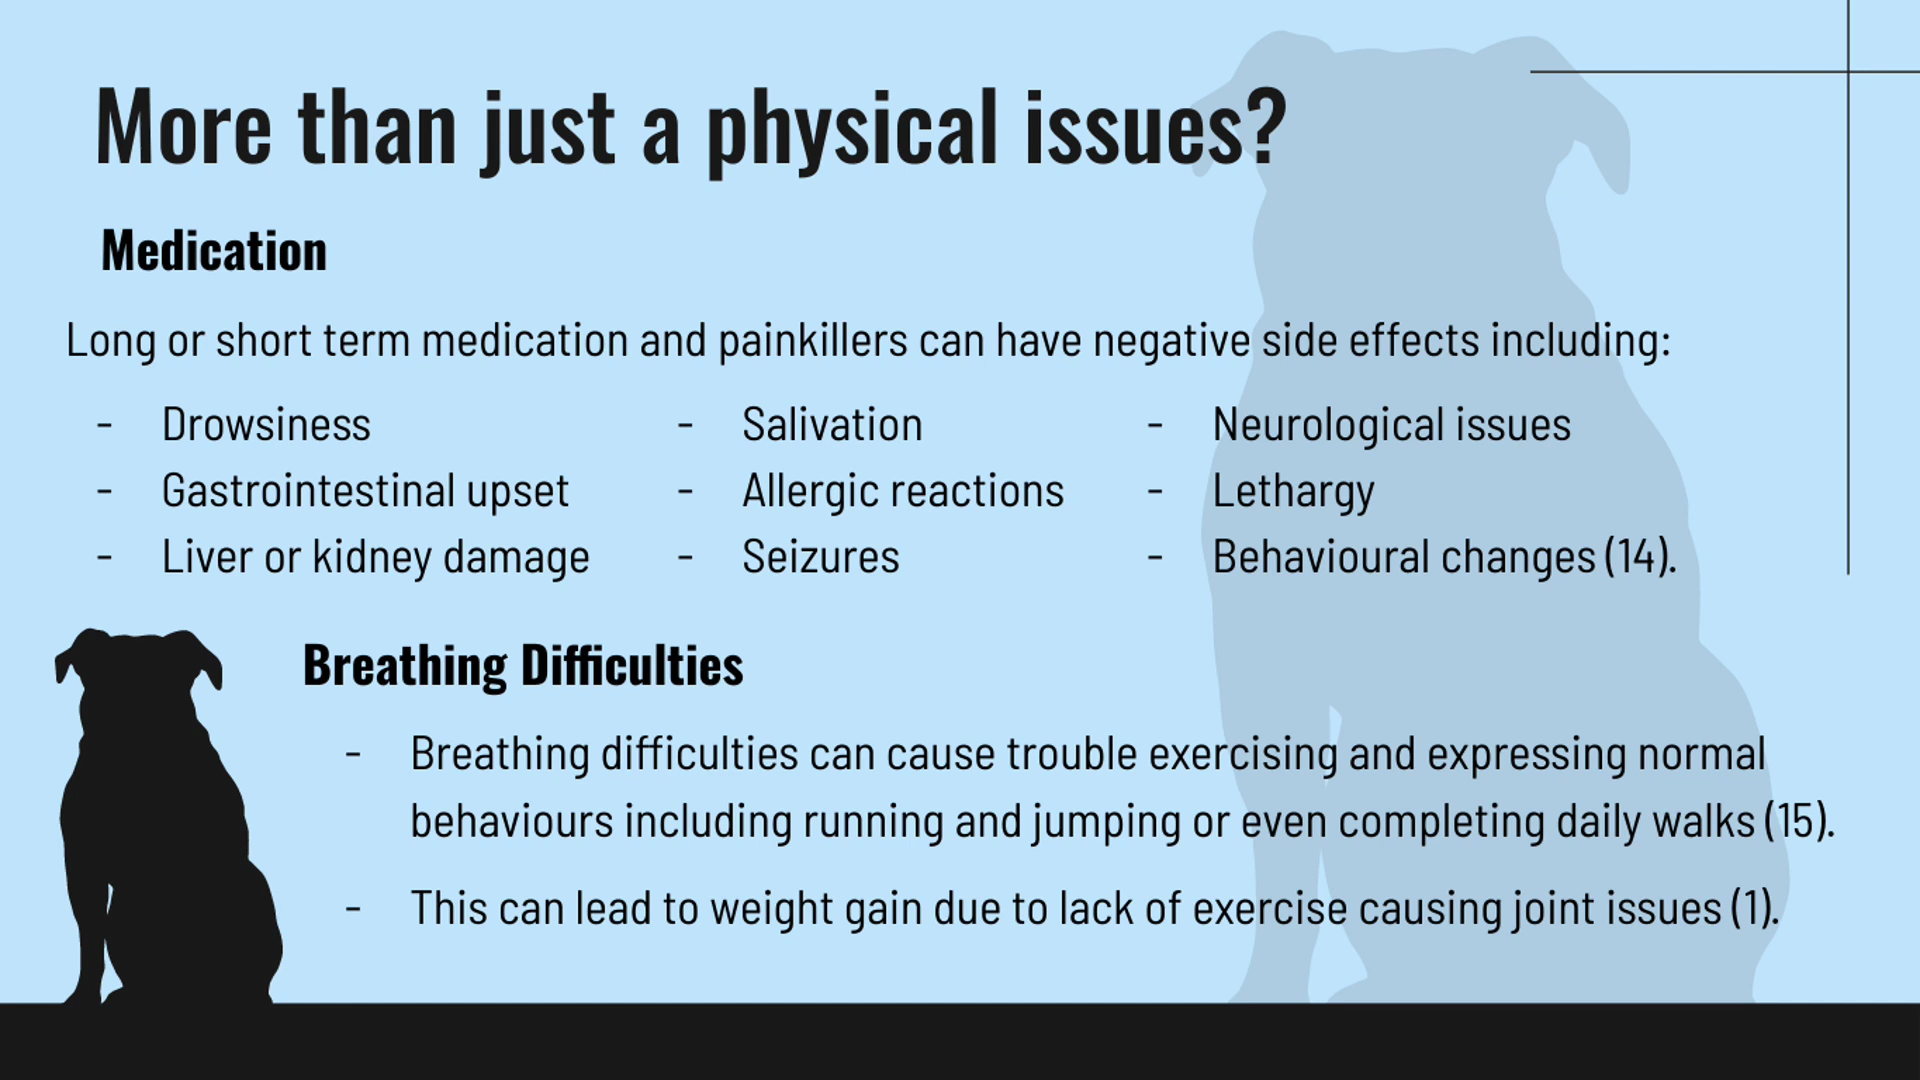 More than just a physical issues?
Medication
Long or short term medication and painkillers can have negative side effects including:
- Drowsiness
- Gastrointestinal upset
- Liver or kidney damage
- Salivation
- Allergic reactions
- Seizures
- Neurological issues
- Lethargy
- Behavioural changes (14).
Breathing Difficulties
- Breathing difficulties can cause trouble exercising and expressing normal
behaviours including running and jumping or even completing daily walks (15).
- This can lead to weight gain due to lack of exercise causing joint issues (1).